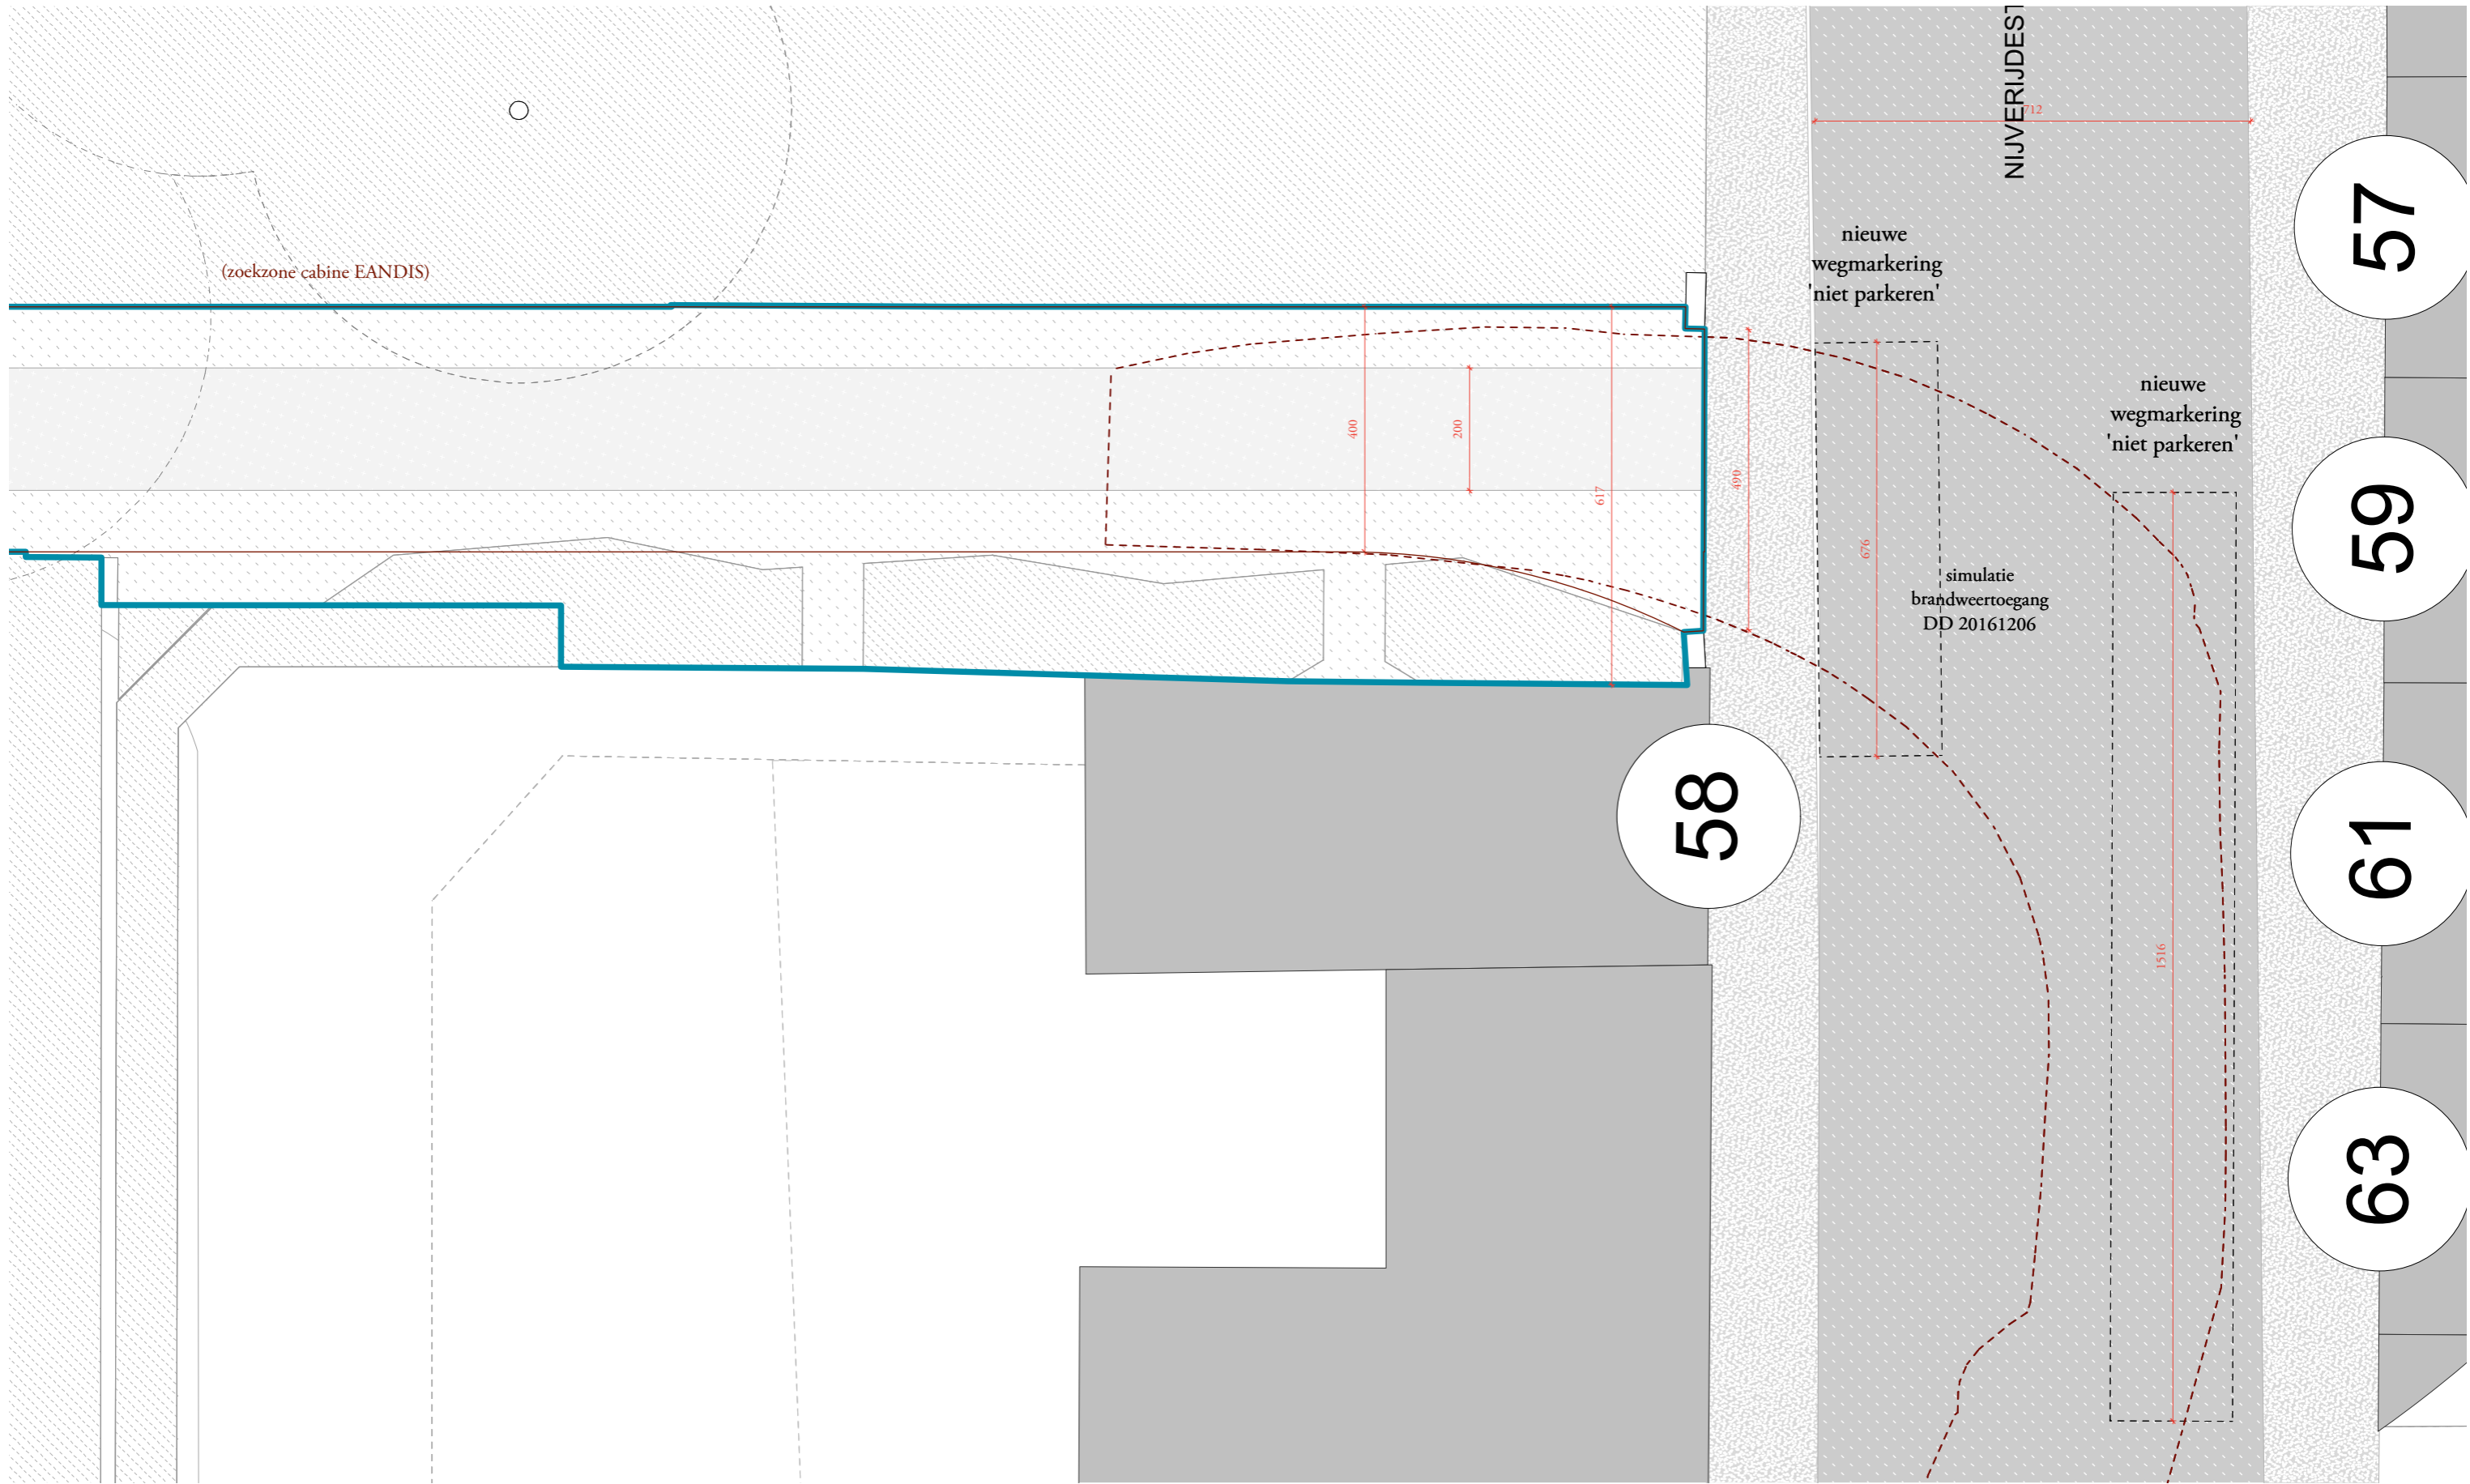 NIJVERIJDEST
712
57
nieuwe
wegmarkering
'niet parkeren'
(zoekzone cabine EANDIS)
nieuwe
wegmarkering
'niet parkeren'
400
200
490
617
59
676
simulatie
brandweertoegang
DD 20161206
58
61
1516
63